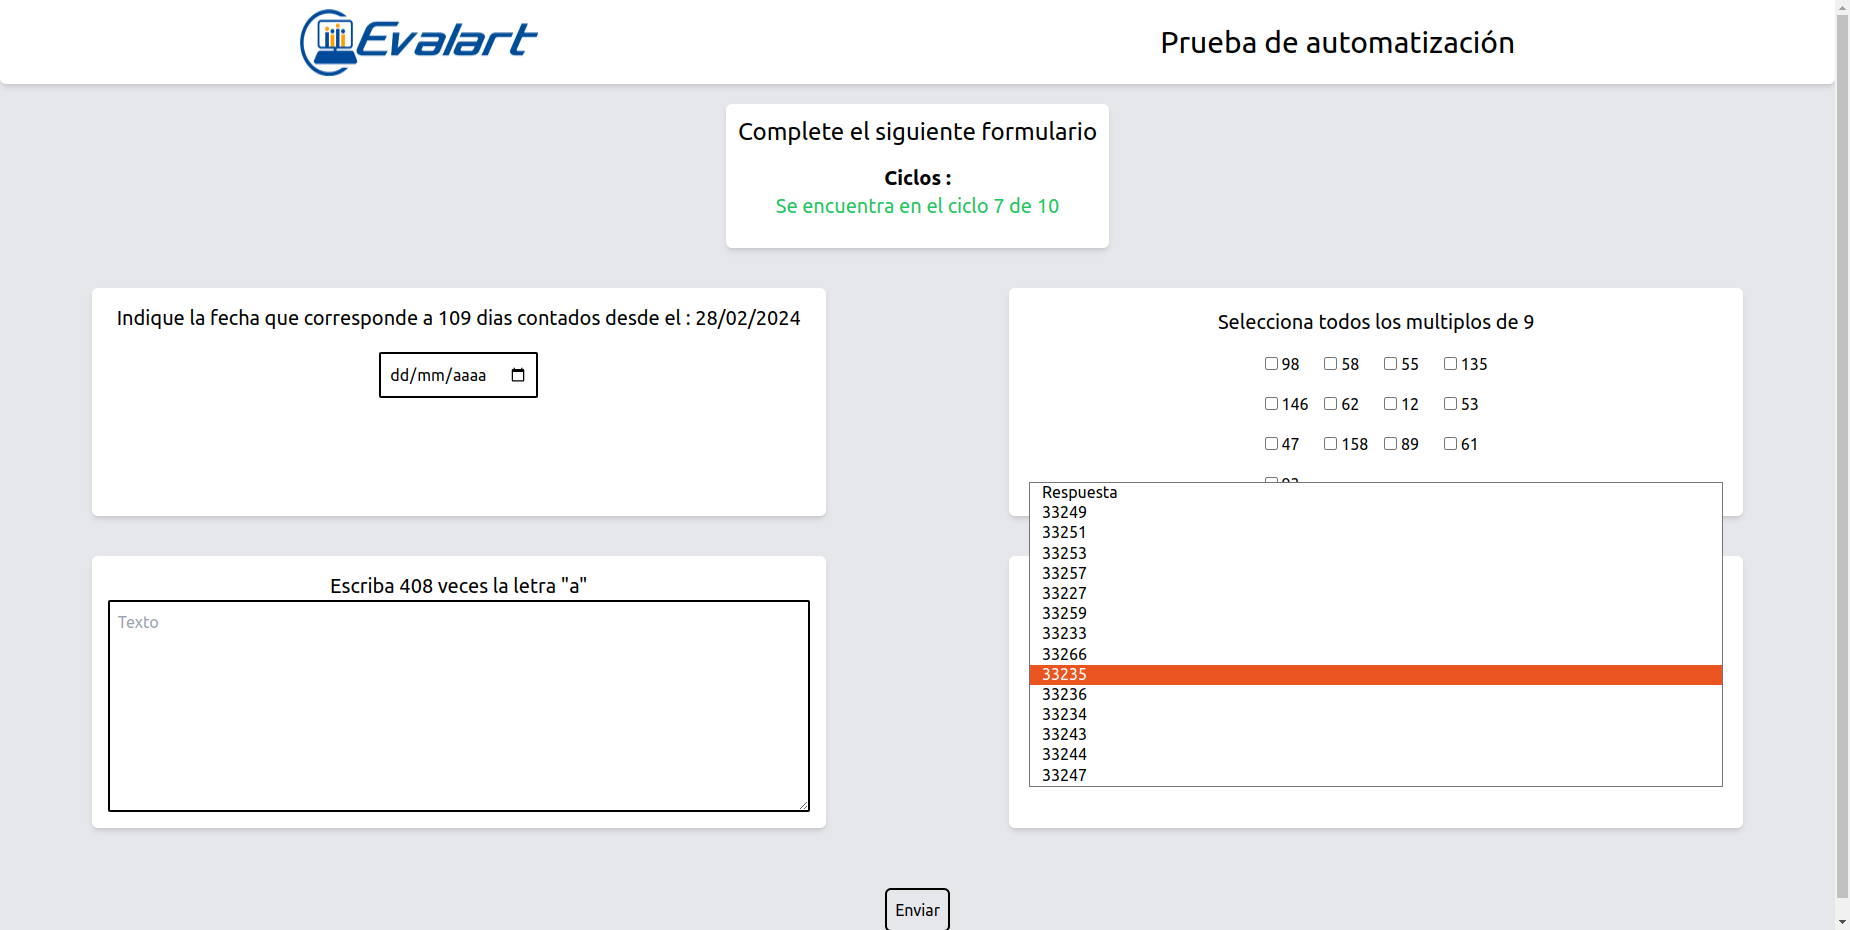 Evalart
Prueba de automatización
Complete el siguiente formulario
Ciclos :
Se encuentra en el ciclo 7 de 10
Indique la fecha que corresponde a 109 dias contados desde el : 28/02/2024
dd/mm/aaaa
Selecciona todos los multiplos de 9
98 58 55 135
146 62 12 53
47 158 89 61
Escriba 408 veces la letra "a"
Texto
Respuesta
33249
33251
33253
33257
33227
33259
33233
33266
33235
33236
33234
33243
33244
33247
Enviar